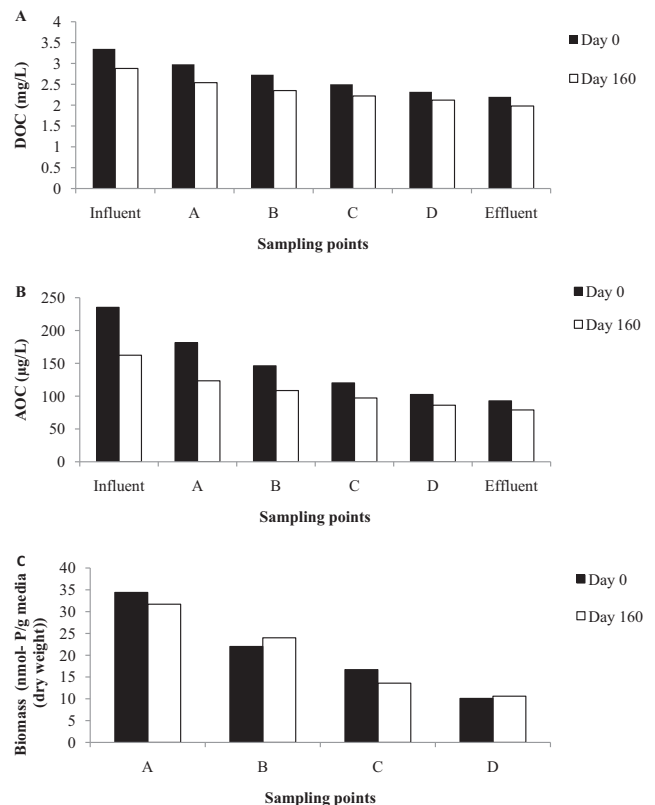 A
DOC (mg/L)
4
3.5
3
2.5
2
1.5
1
0.5
0
Influent A B C D Effluent
Sampling points
Day 0
Day 160
B
AOC (µg/L)
250
200
150
100
50
0
Influent A B C D Effluent
Sampling points
Day 0
Day 160
C
Biomass (nmol- P/g media
(dry weight))
40
35
30
25
20
15
10
5
0
A B C D
Sampling points
Day 0
Day 160